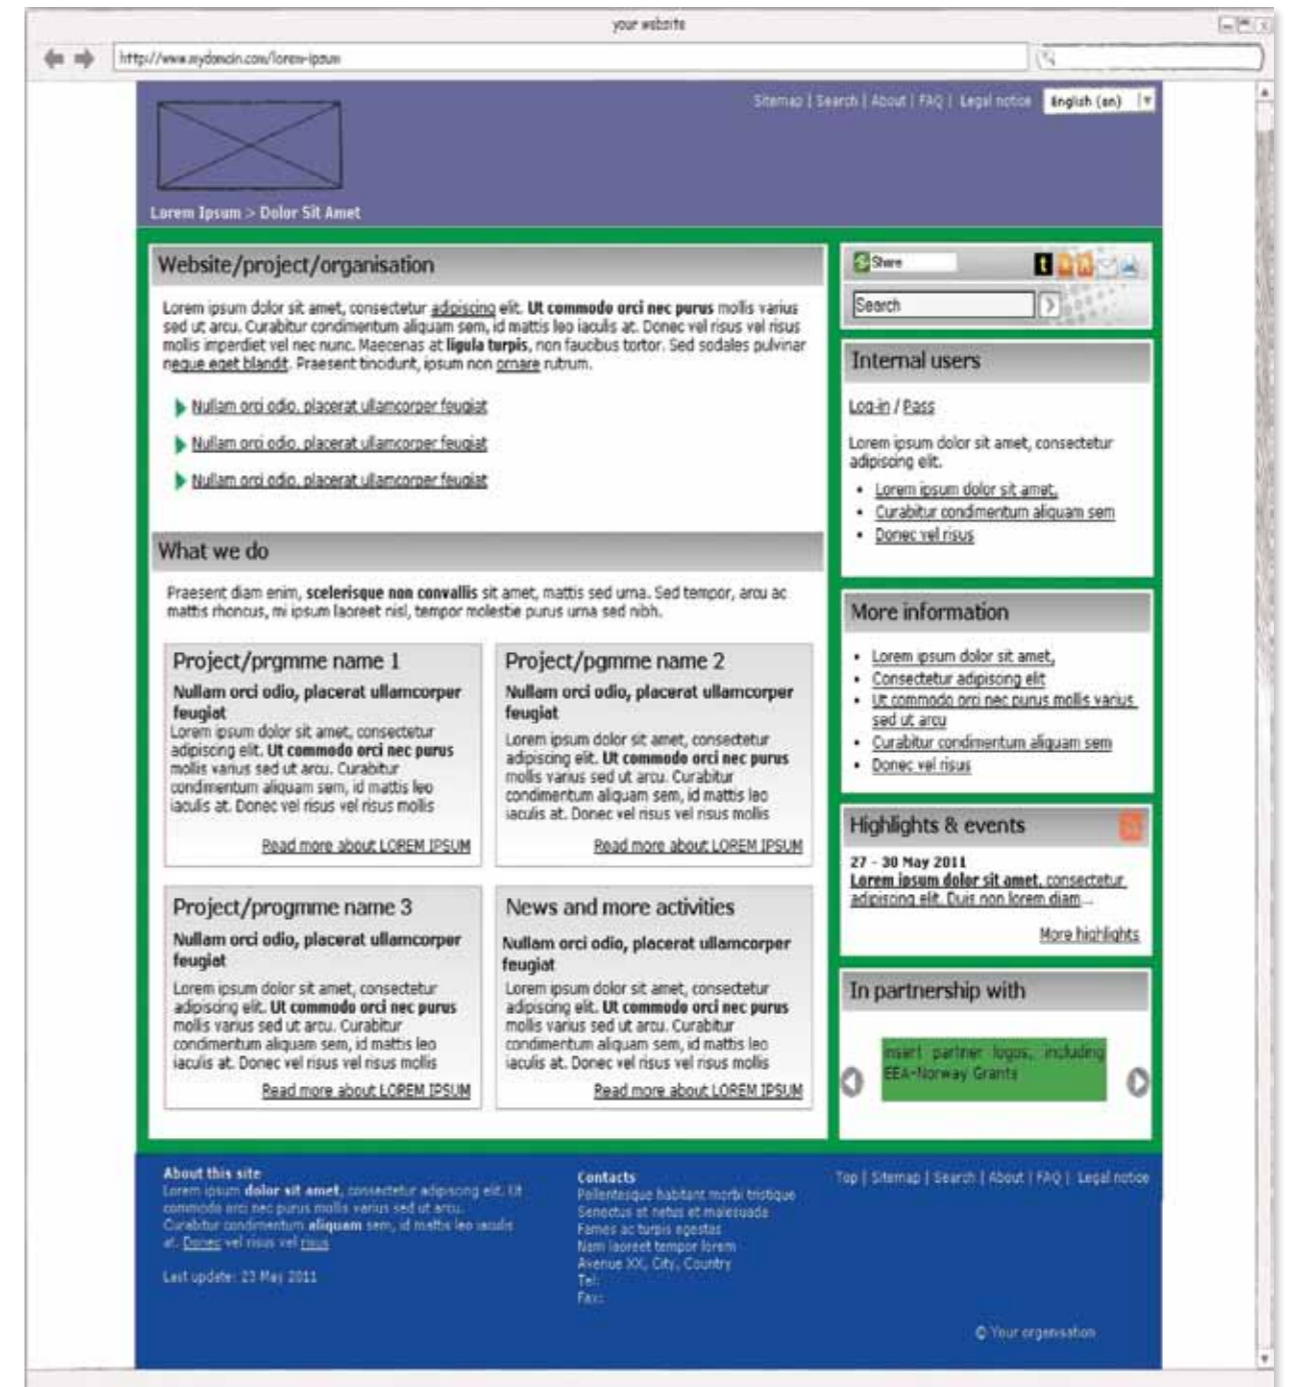 your website
http://www.mydomain.com/lorem-ipsum
Sitemap | Search | About | FAQ | Legal notice
English (en)
Lorem Ipsum > Dolor Sit Amet
Website/project/organisation
Lorem ipsum dolor sit amet, consectetur adipiscing elit. Ut commodo orci nec purus mollis varius
sed ut arcu. Curabitur condimentum aliquam sem, id mattis leo iaculis at. Donec vel risus vel risus
mollis imperdiet vel nec nunc. Maecenas at ligula turpis, non faucibus tortor. Sed sodales pulvinar
neque eget blandit. Praesent tincidunt, ipsum non ornare rutrum.
Nullam orci odio, placerat ullamcorper feugiat
Nullam orci odio, placerat ullamcorper feugiat
Nullam orci odio, placerat ullamcorper feugiat
What we do
Praesent diam enim, scelerisque non convallis sit amet, mattis sed urna. Sed tempor, arcu ac
mattis rhoncus, mi ipsum laoreet nisl, tempor molestie purus urna sed nibh.
Project/prgmme name 1
Nullam orci odio, placerat ullamcorper
feugiat
Lorem ipsum dolor sit amet, consectetur
adipiscing elit. Ut commodo orci nec purus
mollis varius sed ut arcu. Curabitur
condimentum aliquam sem, id mattis leo
iaculis at. Donec vel risus vel risus mollis
Read more about LOREM IPSUM
Project/pgmme name 2
Nullam orci odio, placerat ullamcorper
feugiat
Lorem ipsum dolor sit amet, consectetur
adipiscing elit. Ut commodo orci nec purus
mollis varius sed ut arcu. Curabitur
condimentum aliquam sem, id mattis leo
iaculis at. Donec vel risus vel risus mollis
Read more about LOREM IPSUM
Project/progmme name 3
Nullam orci odio, placerat ullamcorper
feugiat
Lorem ipsum dolor sit amet, consectetur
adipiscing elit. Ut commodo orci nec purus
mollis varius sed ut arcu. Curabitur
condimentum aliquam sem, id mattis leo
iaculis at. Donec vel risus vel risus mollis
Read more about LOREM IPSUM
News and more activities
Nullam orci odio, placerat ullamcorper
feugiat
Lorem ipsum dolor sit amet, consectetur
adipiscing elit. Ut commodo orci nec purus
mollis varius sed ut arcu. Curabitur
condimentum aliquam sem, id mattis leo
iaculis at. Donec vel risus vel risus mollis
Read more about LOREM IPSUM
Share
t
Search
Internal users
Log-in / Pass
Lorem ipsum dolor sit amet, consectetur
adipiscing elit.
• Lorem ipsum dolor sit amet,
• Curabitur condimentum aliquam sem
• Donec vel risus
More information
• Lorem ipsum dolor sit amet,
• Consectetur adipiscing elit
• Ut commodo orci nec purus mollis varius
sed ut arcu
• Curabitur condimentum aliquam sem
• Donec vel risus
Highlights & events
27 - 30 May 2011
Lorem ipsum dolor sit amet, consectetur
adipiscing elit. Duis non lorem diam...
More highlights
In partnership with
insert partner logos, including
EEA-Norway Grants
About this site
Lorem ipsum dolor sit amet, consectetur adipiscing elit. Ut
commodo orci nec purus mollis varius sed ut arcu.
Curabitur condimentum aliquam sem, id mattis leo iaculis
at. Donec vel risus vel risus
Last update: 23 May 2011
Contacts
Pellentesque habitant morbi tristique
Senectus et netus et malesuada
Fames ac turpis egestas
Nam laoreet tempor lorem
Avenue XX, City, Country
Tel:
Fax:
Top | Sitemap | Search | About | FAQ | Legal notice
© Your organisation